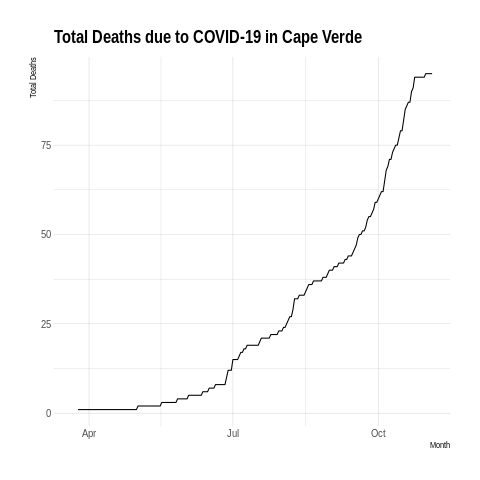 Total Deaths due to COVID-19 in Cape Verde
Total Deaths
75
50
25
0
Apr Jul Oct
Month